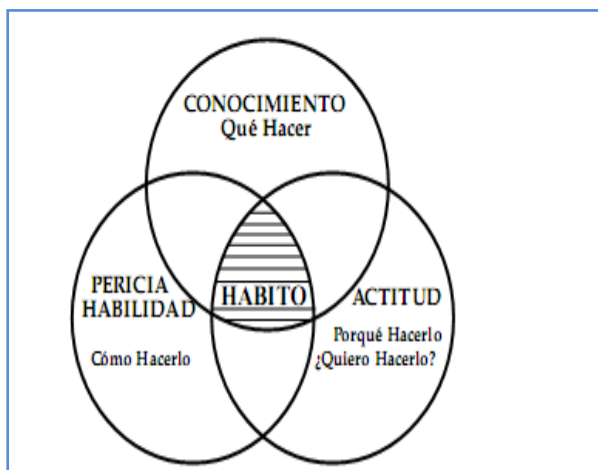 CONOCIMIENTO
Qué Hacer
PERICIA
HABILIDAD
Cómo Hacerlo
HABITO
ACTITUD
Porqué Hacerlo
¿Quiero Hacerlo?